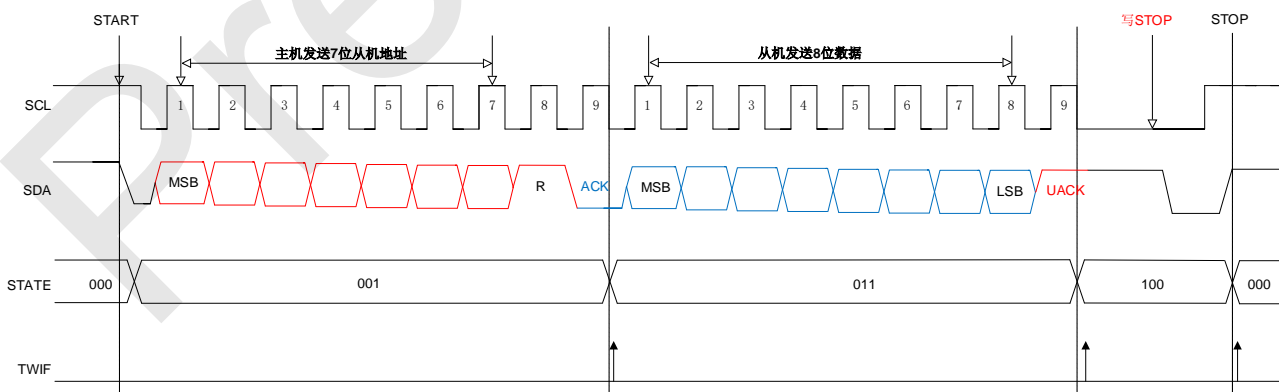 START 写STOP STOP
主机发送7位从机地址 从机发送8位数据
SCL 1 2 3 4 5 6 7 8 9 1 2 3 4 5 6 7 8 9
SDA MSB R ACK MSB LSB UACK
STATE 000 001 011 100 000
TWIF
Pre